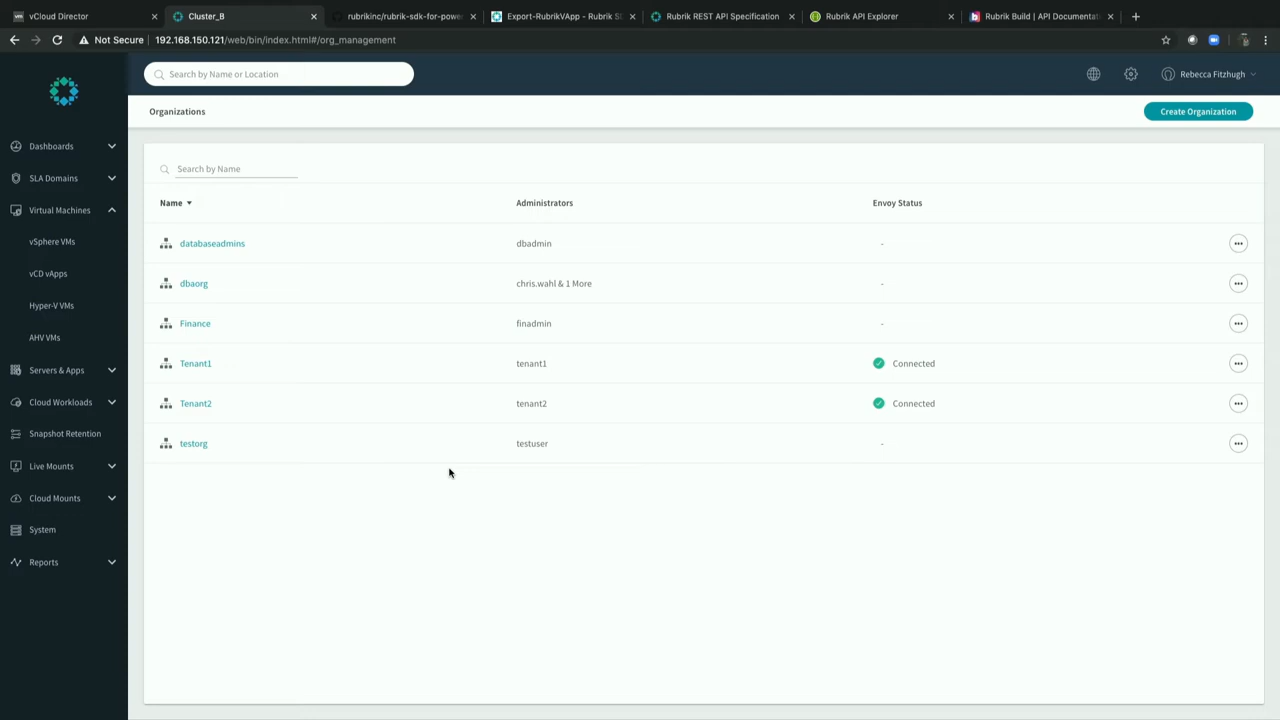 vm vCloud Director
Cluster_B
rubrikinc/rubrik-sdk-for-power
Export-RubrikVApp - Rubrik S
Rubrik REST API Specification
Rubrik API Explorer
Rubrik Build | API Documentat
Not Secure 192.168.150.121/web/bin/index.html#/org_management
Search by Name or Location
Rebecca Fitzhugh
Organizations
Create Organization
Dashboards
SLA Domains
Virtual Machines
vSphere VMs
vCD vApps
Hyper-V VMs
AHV VMs
Servers & Apps
Cloud Workloads
Snapshot Retention
Live Mounts
Cloud Mounts
System
Reports
Search by Name
Name Administrators Envoy Status
databaseadmins dbadmin -
dbaorg chris.wahl & 1 More -
Finance finadmin -
Tenant1 tenant1 Connected
Tenant2 tenant2 Connected
testorg testuser -